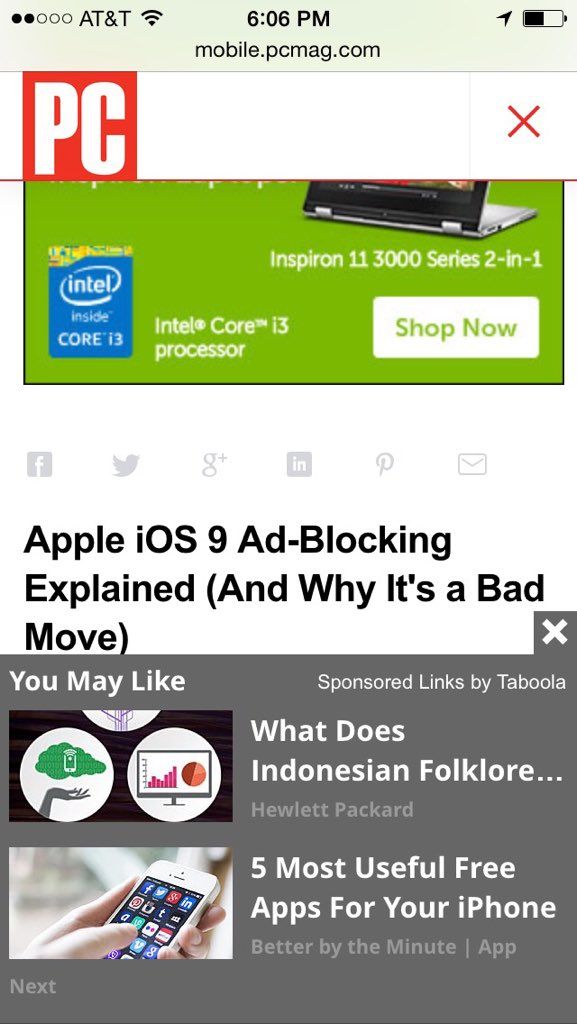 AT&T
6:06 PM
mobile.pcmag.com
PC
Inspiron 11 3000 Series 2-in-1
intel
inside
CORE i3
Intel® Core™ i3
processor
Shop Now
Apple iOS 9 Ad-Blocking
Explained (And Why It's a Bad
Move)
You May Like
Sponsored Links by Taboola
What Does
Indonesian Folklore...
Hewlett Packard
5 Most Useful Free
Apps For Your iPhone
Better by the Minute | App
Next